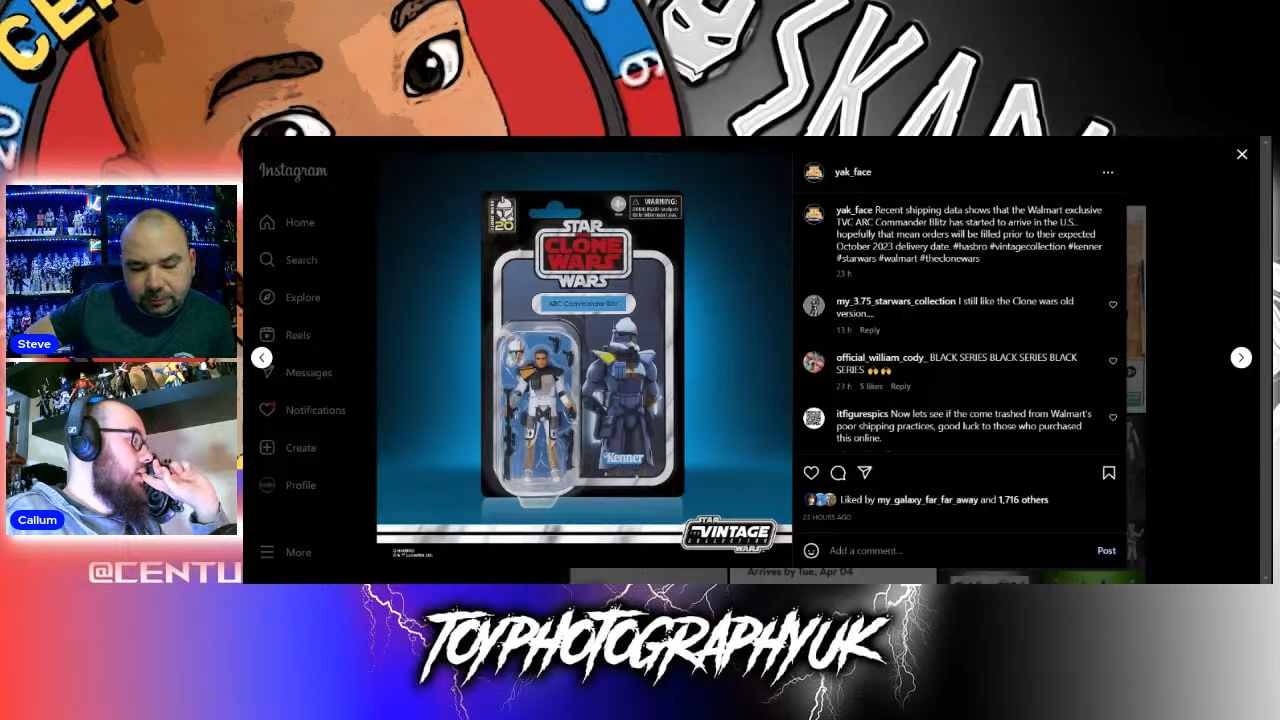 Instagram
Home
Search
Explore
Reels
Messages
Notifications
Create
Profile
More
Steve
Callum
@CENTU
20
WARNING:
STAR
THE
CLONE
WARS
WARS
ARC Commander Blitz
Kenner
STAR
THE VINTAGE
COLLECTION
WARS
yak_face
yak_face Recent shipping data shows that the Walmart exclusive
TVC ARC Commander Blitz has started to arrive in the U.S..
hopefully that mean orders will be filled prior to their expected
October 2023 delivery date. #hasbro #vintagecollection #kenner
#starwars #walmart #theclonewars
23 h
my_3.75_starwars_collection I still like the Clone wars old
version....
13 h Reply
official_william_cody_ BLACK SERIES BLACK SERIES BLACK
SERIES 🙌🙌
23 h 5 likes Reply
itfigurespics Now lets see if the come trashed from Walmart's
poor shipping practices, good luck to those who purchased
this online.
Liked by my_galaxy_far_far_away and 1,716 others
23 HOURS AGO
Add a comment...
Post
Arrives by Tue, Apr 04
TOYPHOTOGRAPHYUK